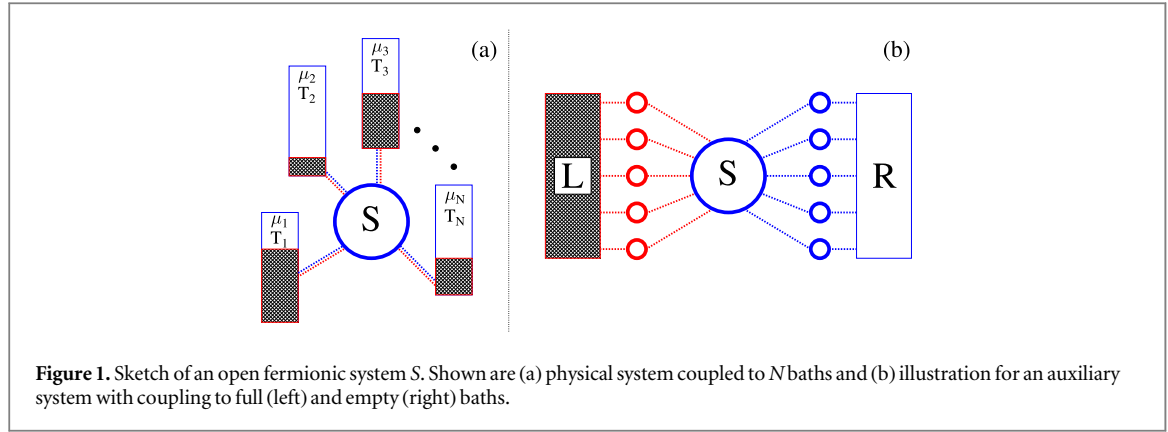 (a)
μ1
T1
μ2
T2
μ3
T3
μN
TN
S
(b)
L
S
R
Figure 1. Sketch of an open fermionic system S. Shown are (a) physical system coupled to N baths and (b) illustration for an auxiliary
system with coupling to full (left) and empty (right) baths.